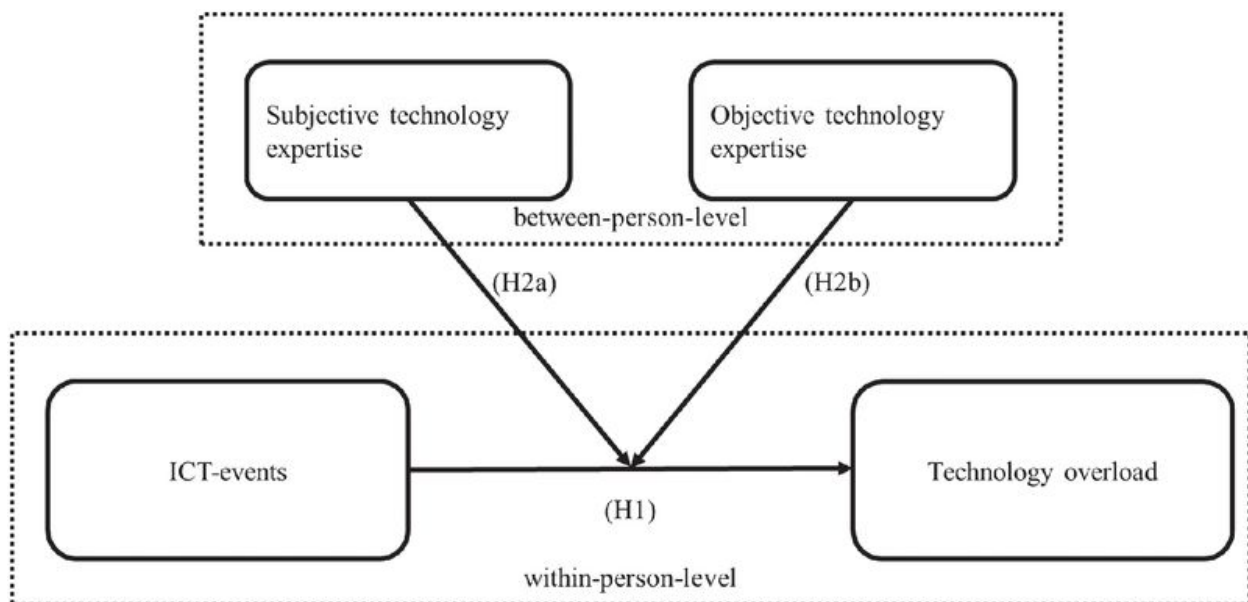 Subjective technology
expertise
Objective technology
expertise
between-person-level
(H2a)
(H2b)
ICT-events
Technology overload
(H1)
within-person-level